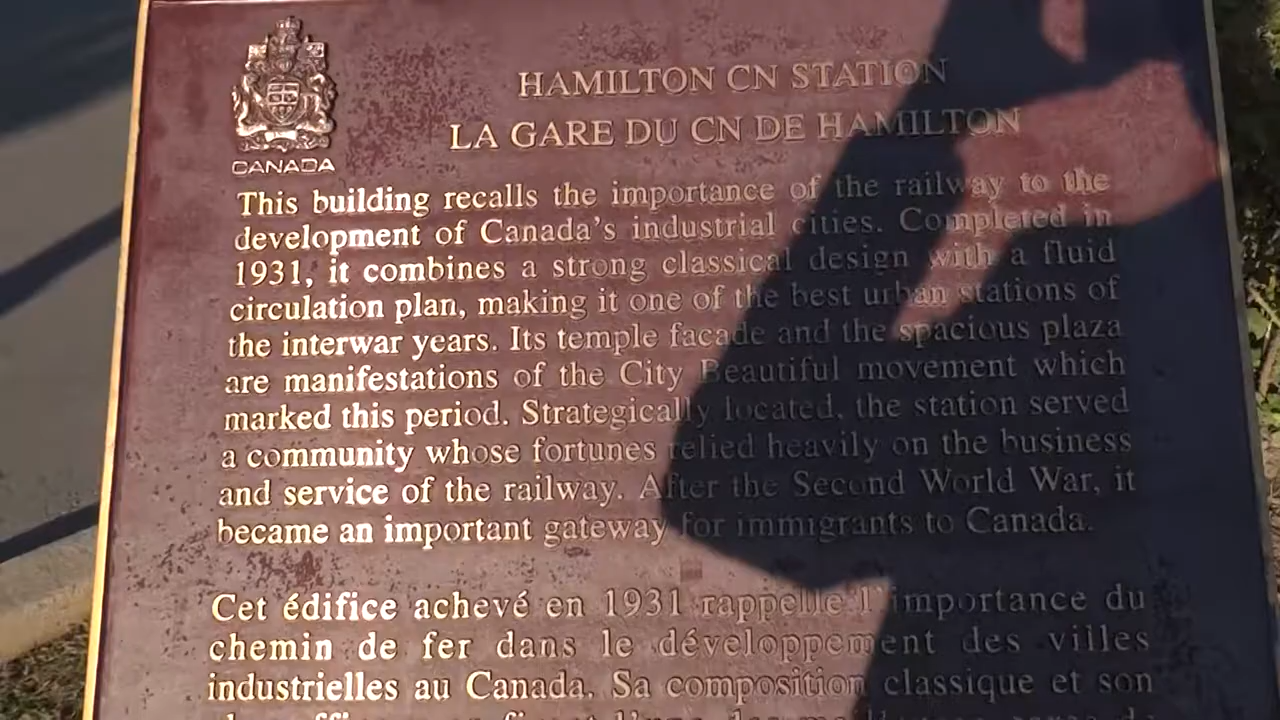 CANADA
HAMILTON CN STATION
LA GARE DU CN DE HAMILTON
This building recalls the importance of the railway to the
development of Canada's industrial cities. Completed in
1931, it combines a strong classical design with a fluid
circulation plan, making it one of the best urban stations of
the interwar years. Its temple facade and the spacious plaza
are manifestations of the City Beautiful movement which
marked this period. Strategically located, the station served
a community whose fortunes relied heavily on the business
and service of the railway. After the Second World War, it
became an important gateway for immigrants to Canada.
Cet édifice achevé en 1931 rappelle l'importance du
chemin de fer dans le développement des villes
industrielles au Canada. Sa composition classique et son